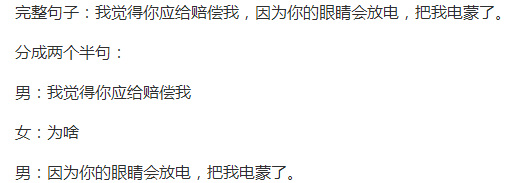 完整句子：我觉得你应给赔偿我，因为你的眼睛会放电，把我电蒙了。
分成两个半句：
男：我觉得你应给赔偿我
女：为啥
男：因为你的眼睛会放电，把我电蒙了。